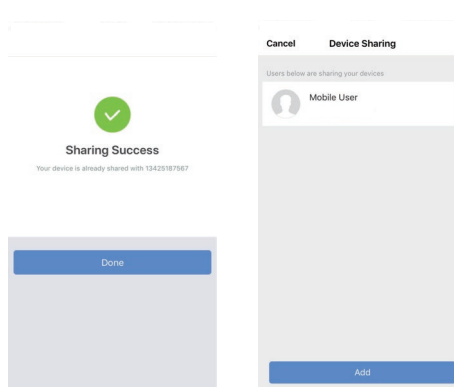 Sharing Success
Your device is already shared with 13425187567
Done
Cancel
Device Sharing
Users below are sharing your devices
Mobile User
Add